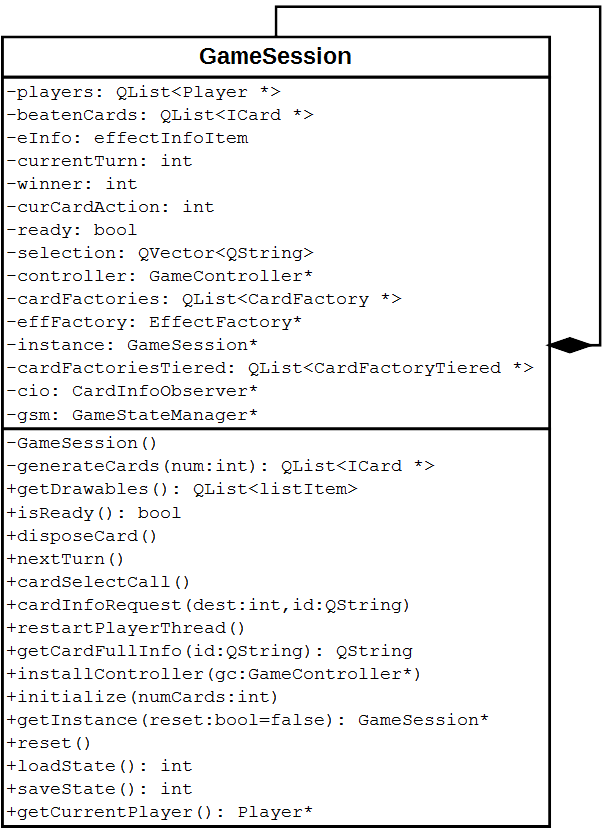 GameSession
-players: QList<Player *>
-beatenCards: QList<ICard *>
-eInfo: effectInfoItem
-currentTurn: int
-winner: int
-curCardAction: int
-ready: bool
-selection: QVector<QString>
-controller: GameController*
-cardFactories: QList<CardFactory *>
-effFactory: EffectFactory*
-instance: GameSession*
-cardFactoriesTiered: QList<CardFactoryTiered *>
-cio: CardInfoObserver*
-gsm: GameStateManager*
-GameSession()
-generateCards(num:int): QList<ICard *>
+getDrawables(): QList<listItem>
+isReady(): bool
+disposeCard()
+nextTurn()
+cardSelectCall()
+cardInfoRequest(dest:int,id:QString)
+restartPlayerThread()
+getCardFullInfo(id:QString): QString
+installController(gc:GameController*)
+initialize(numCards:int)
+getInstance(reset:bool=false): GameSession*
+reset()
+loadState(): int
+saveState(): int
+getCurrentPlayer(): Player*